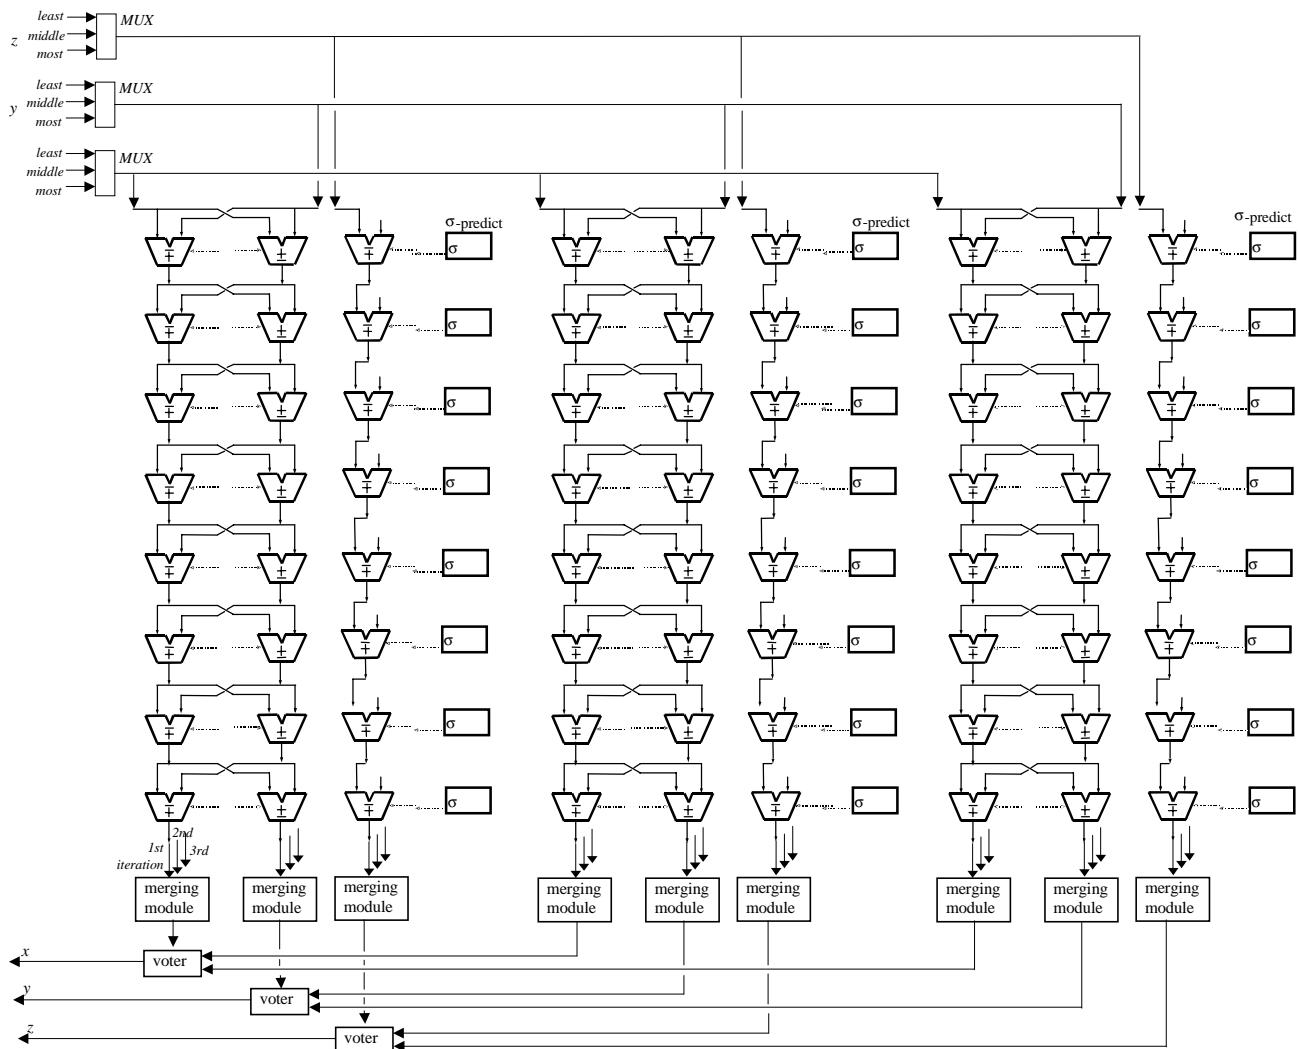 least
MUX
z
middle
most
least
MUX
y
middle
most
least
MUX
middle
most
σ-predict
σ-predict
σ-predict
∓ ± ∓ σ ∓ ± ∓ σ ∓ ± ∓ σ
∓ ± ∓ σ ∓ ± ∓ σ ∓ ± ∓ σ
∓ ± ∓ σ ∓ ± ∓ σ ∓ ± ∓ σ
∓ ± ∓ σ ∓ ± ∓ σ ∓ ± ∓ σ
∓ ± ∓ σ ∓ ± ∓ σ ∓ ± ∓ σ
∓ ± ∓ σ ∓ ± ∓ σ ∓ ± ∓ σ
∓ ± ∓ σ ∓ ± ∓ σ ∓ ± ∓ σ
∓ ± ∓ σ ∓ ± ∓ σ ∓ ± ∓ σ
2nd
1st
3rd
iteration
merging
module
merging
module
merging
module
merging
module
merging
module
merging
module
merging
module
merging
module
merging
module
x
voter
y
voter
z
voter